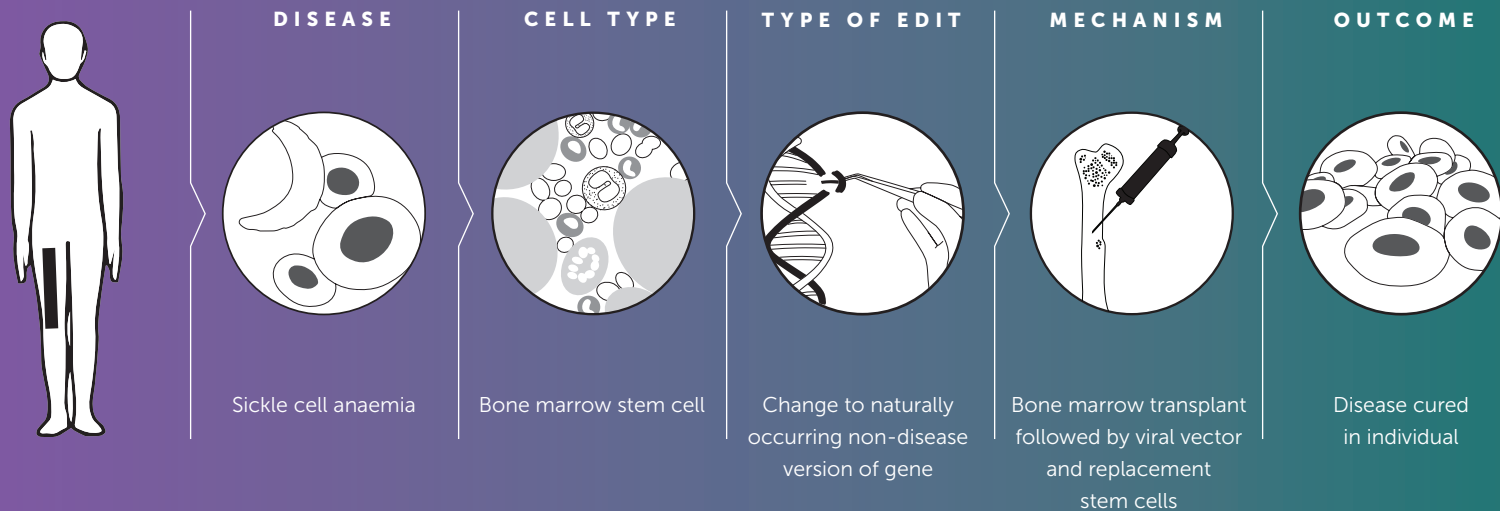 DISEASE
CELL TYPE
TYPE OF EDIT
MECHANISM
OUTCOME
Sickle cell anaemia
Bone marrow stem cell
Change to naturally
occurring non-disease
version of gene
Bone marrow transplant
followed by viral vector
and replacement
stem cells
Disease cured
in individual